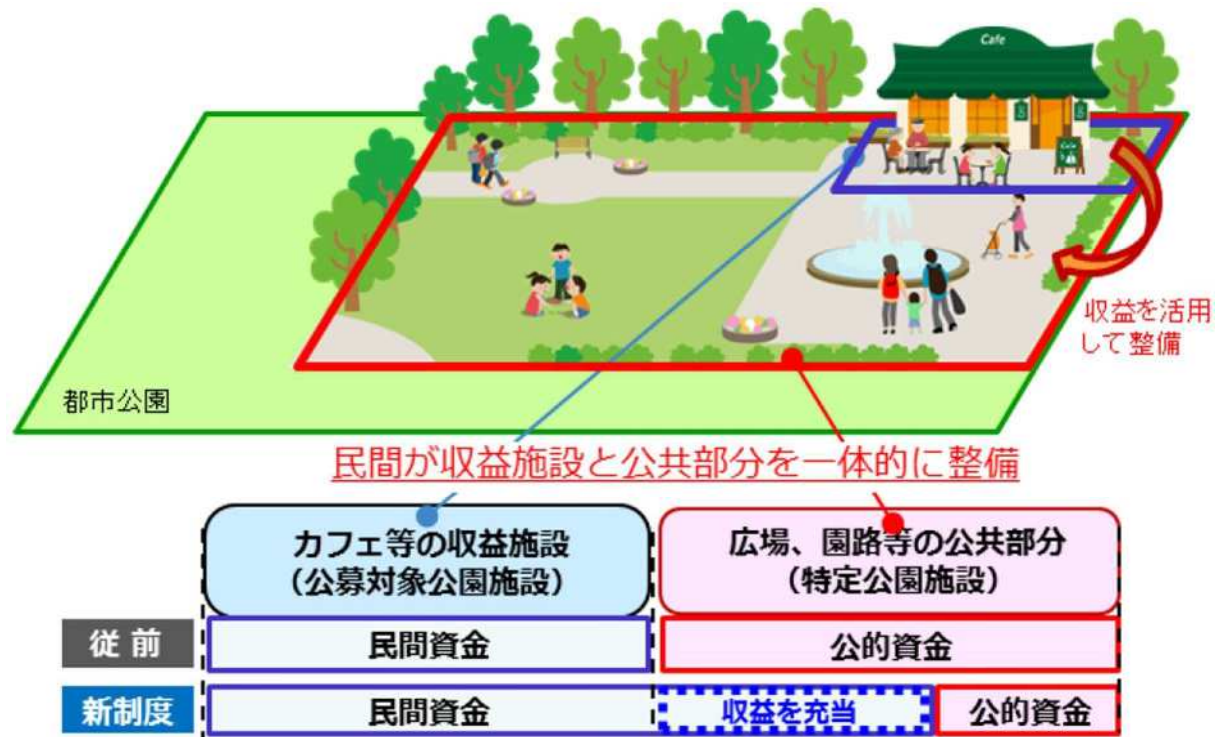 Cafe
Cafe
収益を活用
して整備
都市公園
民間が収益施設と公共部分を一体的に整備
カフェ等の収益施設
(公募対象公園施設)
広場、園路等の公共部分
(特定公園施設)
従前
民間資金
公的資金
新制度
民間資金
収益を充当
公的資金